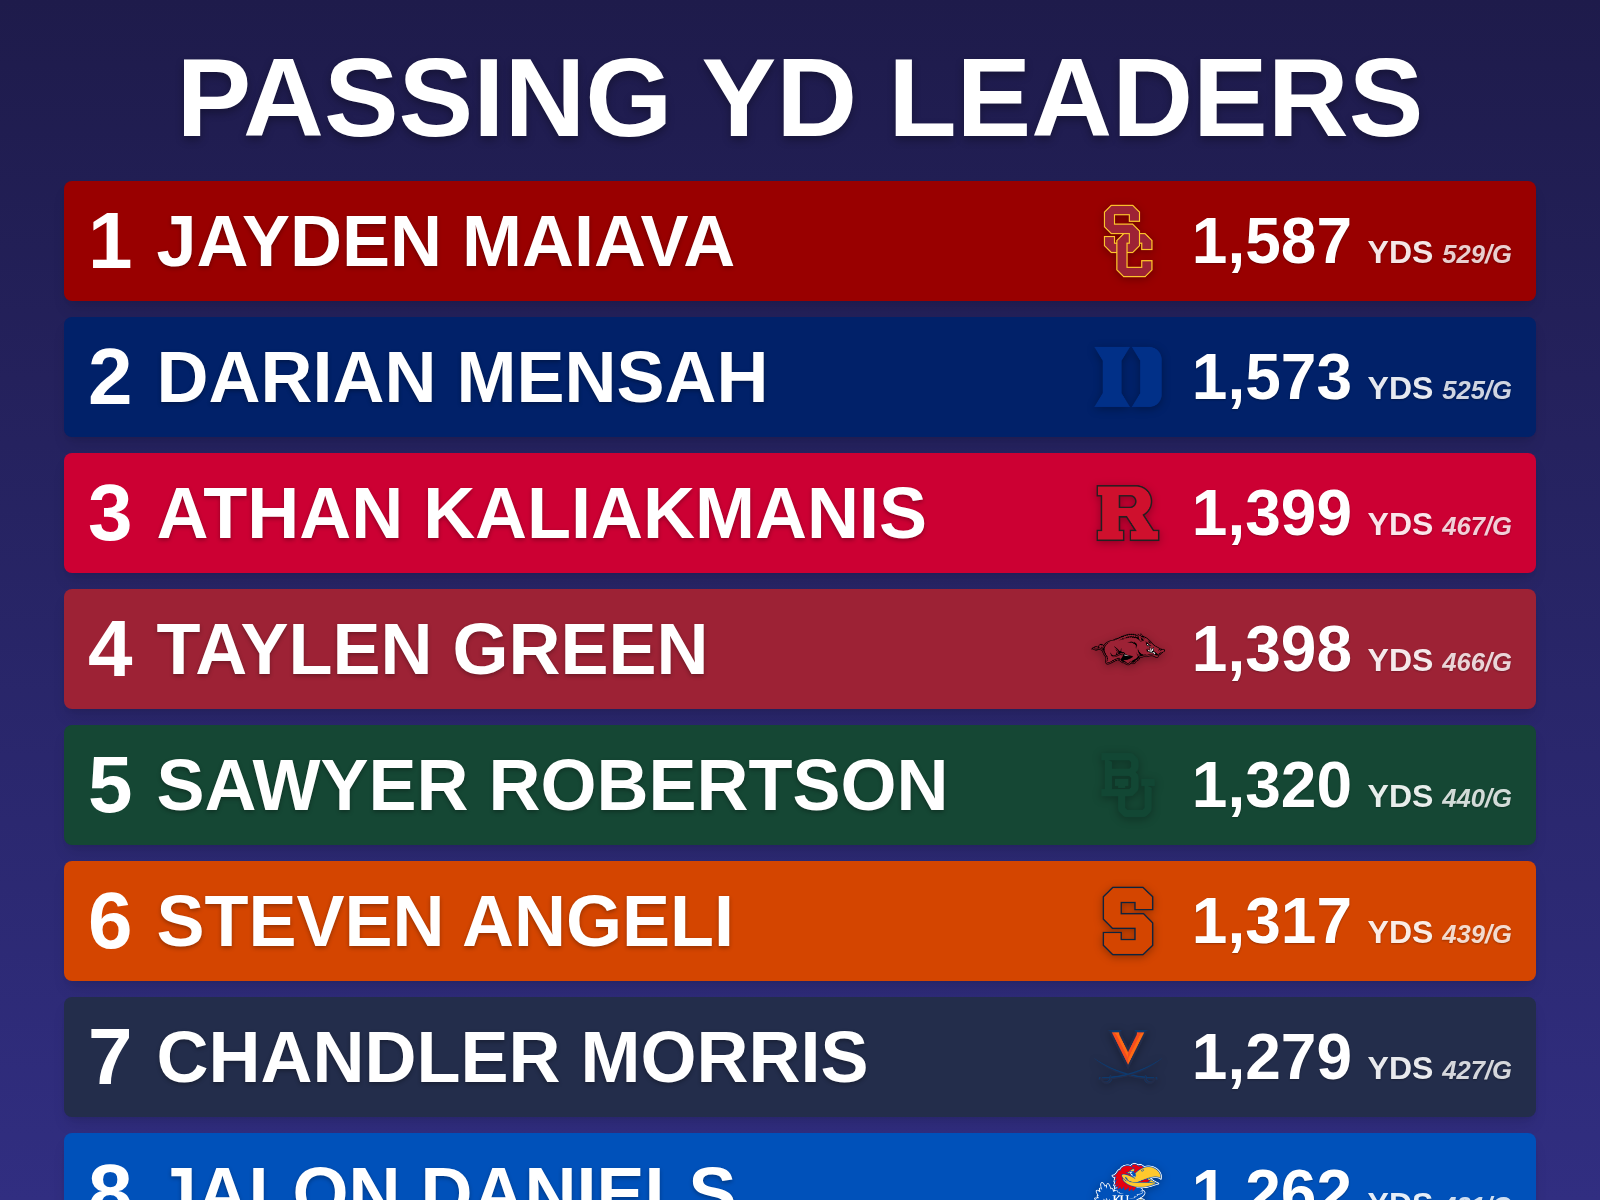 PASSING YD LEADERS
1 JAYDEN MAIAVA SC 1,587 YDS 529/G
2 DARIAN MENSAH D 1,573 YDS 525/G
3 ATHAN KALIAKMANIS R 1,399 YDS 467/G
4 TAYLEN GREEN 1,398 YDS 466/G
5 SAWYER ROBERTSON BU 1,320 YDS 440/G
6 STEVEN ANGELI S 1,317 YDS 439/G
7 CHANDLER MORRIS V 1,279 YDS 427/G
8 JALON DANIELS KU 1,262 YDS